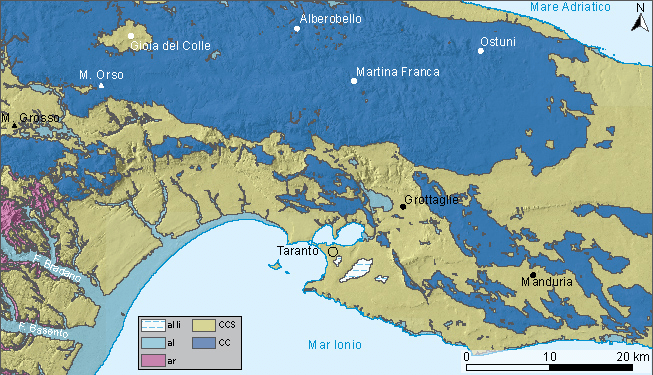 Mare Adriatico
N
Alberobello
Gioia del Colle
Ostuni
M. Orso
Martina Franca
M. Grosso
Grottaglie
Taranto
F. Bradano
Manduria
F. Basento
Mar Ionio
al li
CCS
al
CC
ar
0 10 20 km